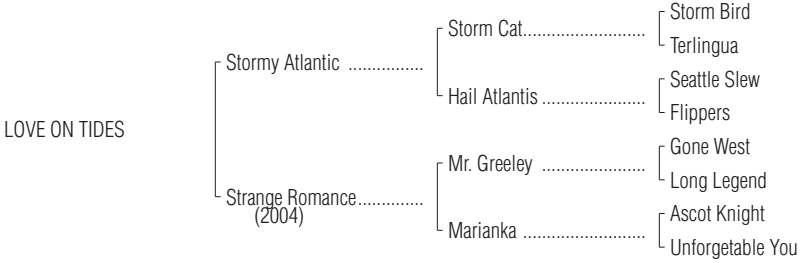 Storm Bird
Storm Cat..........................
Terlingua
Stormy Atlantic ................
Seattle Slew
Hail Atlantis ......................
Flippers
LOVE ON TIDES
Gone West
Mr. Greeley ......................
Long Legend
Strange Romance..............
(2004)
Ascot Knight
Marianka ..........................
Unforgetable You